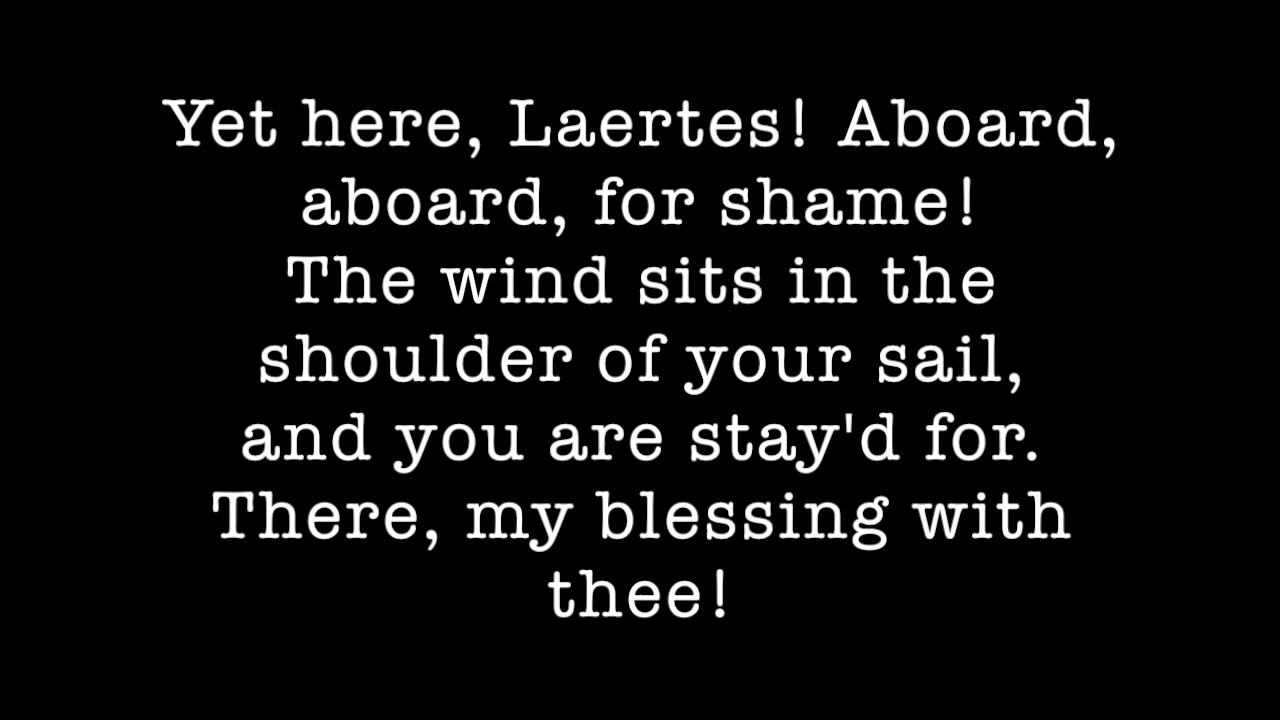 Yet here, Laertes! Aboard,
aboard, for shame!
The wind sits in the
shoulder of your sail,
and you are stay'd for.
There, my blessing with
thee!